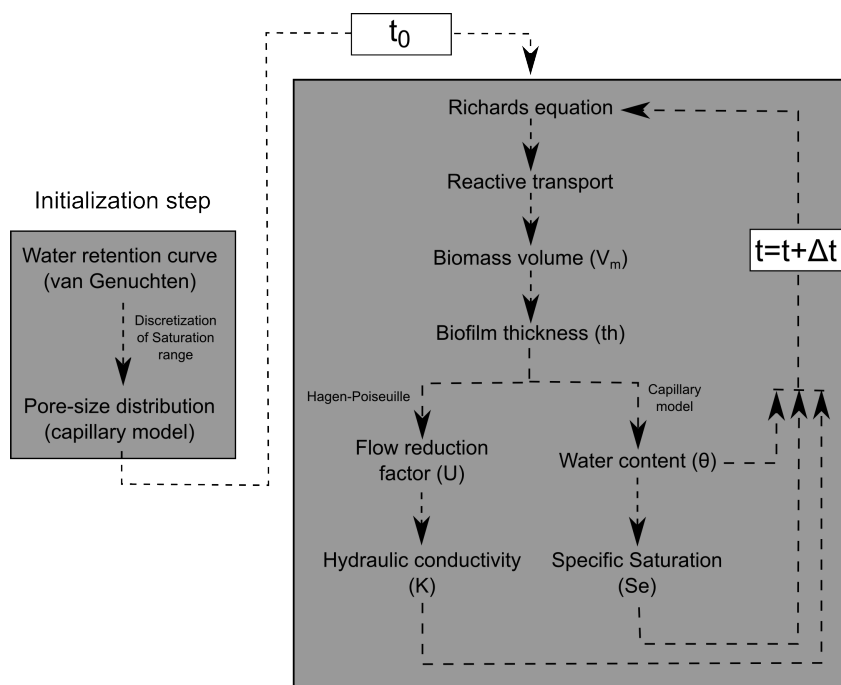 t0
Richards equation
Reactive transport
Biomass volume (Vm)
Biofilm thickness (th)
Initialization step
Water retention curve
(van Genuchten)
Discretization
of Saturation
range
Pore-size distribution
(capillary model)
t=t+Δt
Hagen-Poiseuille
Capillary
model
Flow reduction
factor (U)
Water content (θ)
Hydraulic conductivity
(K)
Specific Saturation
(Se)